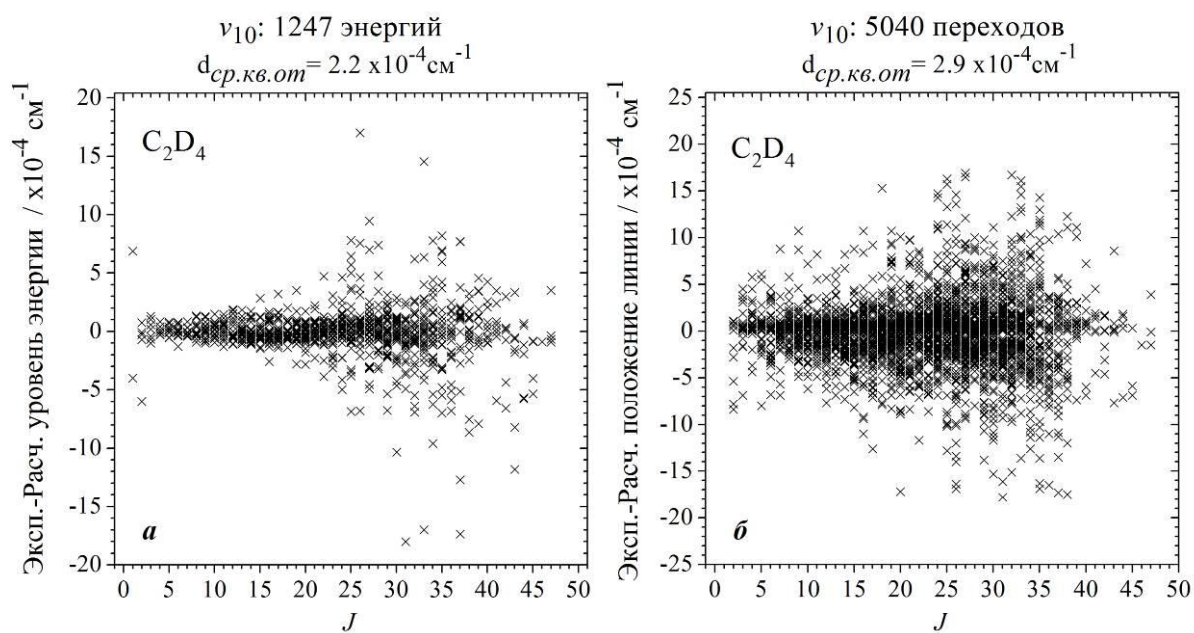 ν10: 1247 энергий
dср.кв.от= 2.2 x10-4см-1
Эксп.-Расч. уровень энергии / x10-4 см-1
20
15
10
5
0
-5
-10
-15
-20
C2D4
а
0 5 10 15 20 25 30 35 40 45 50
J
ν10: 5040 переходов
dср.кв.от= 2.9 x10-4см-1
Эксп.-Расч. положение линии / x10-4 см-1
25
20
15
10
5
0
-5
-10
-15
-20
-25
C2D4
б
0 5 10 15 20 25 30 35 40 45 50
J